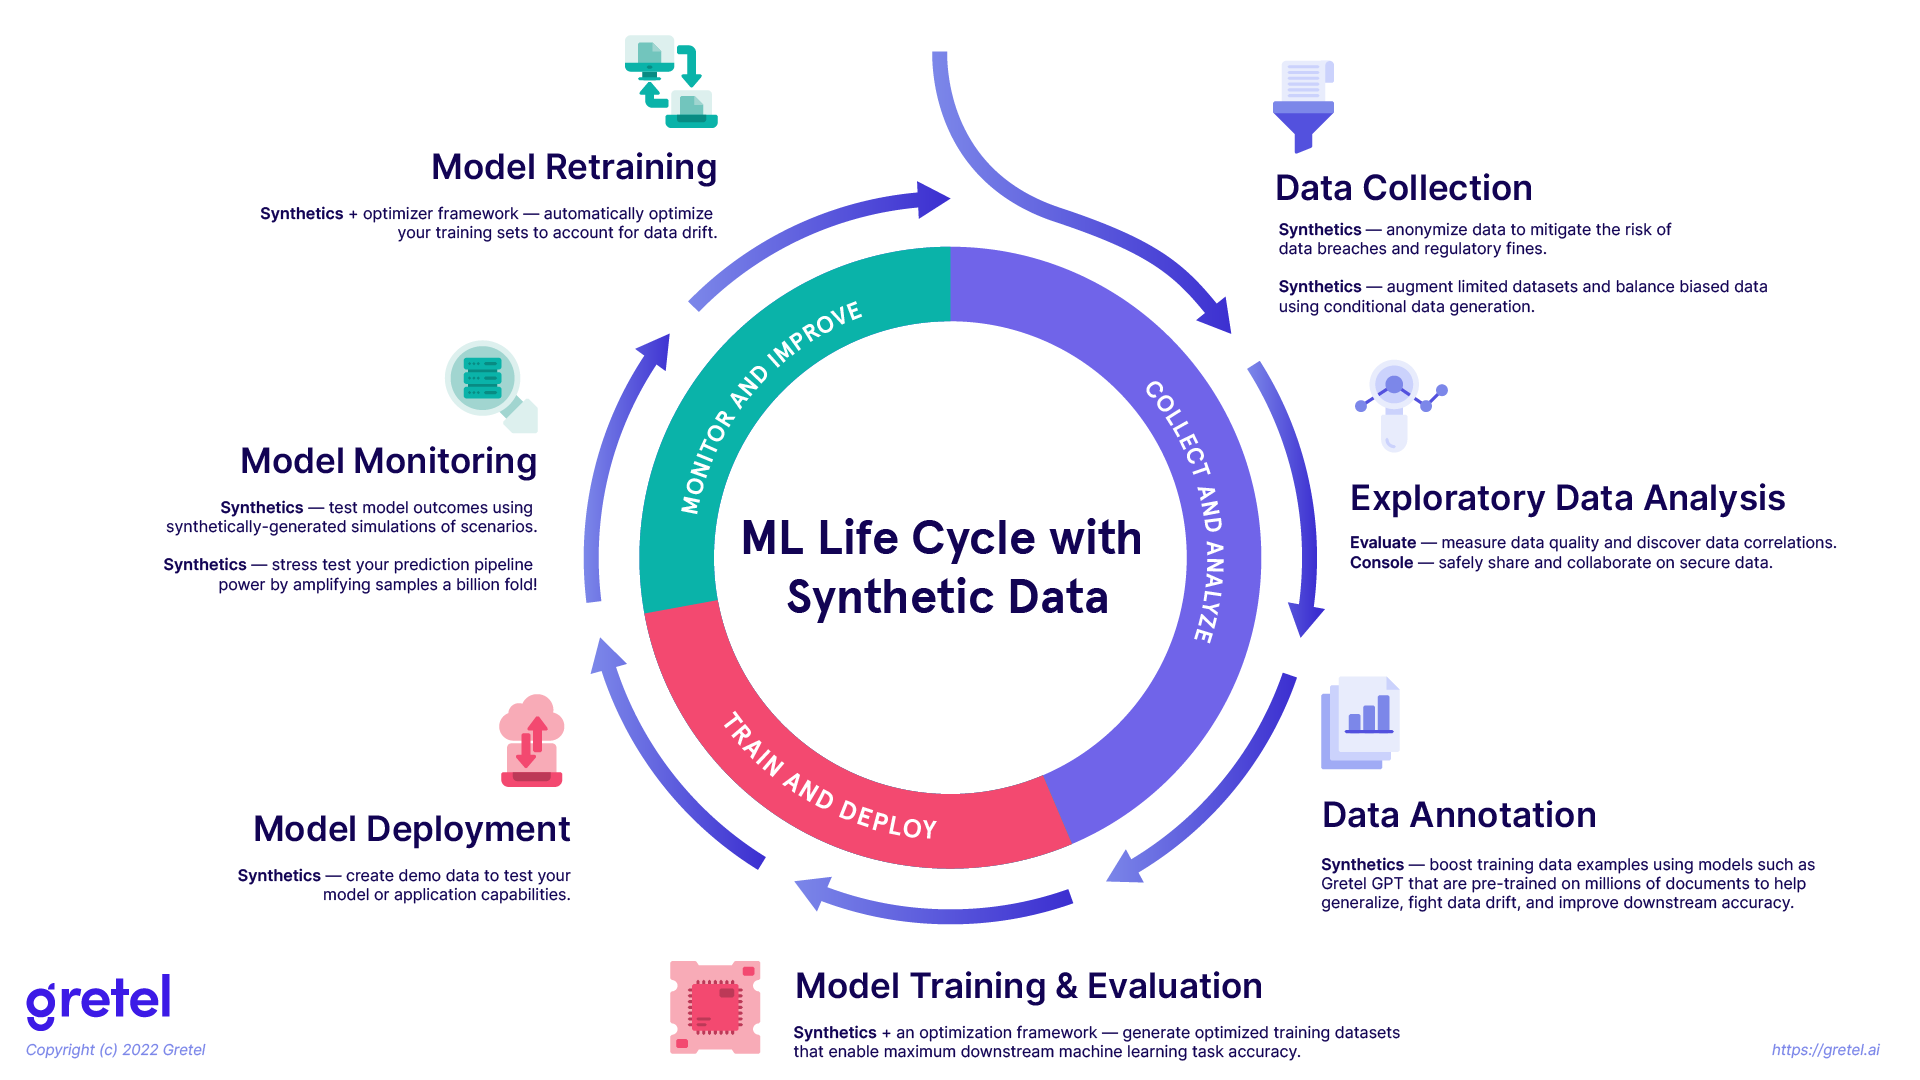 Model Retraining
Synthetics + optimizer framework — automatically optimize
your training sets to account for data drift.
Data Collection
Synthetics — anonymize data to mitigate the risk of
data breaches and regulatory fines.
Synthetics — augment limited datasets and balance biased data
using conditional data generation.
MONITOR AND IMPROVE
COLLECT AND ANALYZE
TRAIN AND DEPLOY
ML Life Cycle with
Synthetic Data
Model Monitoring
Synthetics — test model outcomes using
synthetically-generated simulations of scenarios.
Synthetics — stress test your prediction pipeline
power by amplifying samples a billion fold!
Exploratory Data Analysis
Evaluate — measure data quality and discover data correlations.
Console — safely share and collaborate on secure data.
Model Deployment
Synthetics — create demo data to test your
model or application capabilities.
Data Annotation
Synthetics — boost training data examples using models such as
Gretel GPT that are pre-trained on millions of documents to help
generalize, fight data drift, and improve downstream accuracy.
Model Training & Evaluation
Synthetics + an optimization framework — generate optimized training datasets
that enable maximum downstream machine learning task accuracy.
gretel
Copyright (c) 2022 Gretel
https://gretel.ai